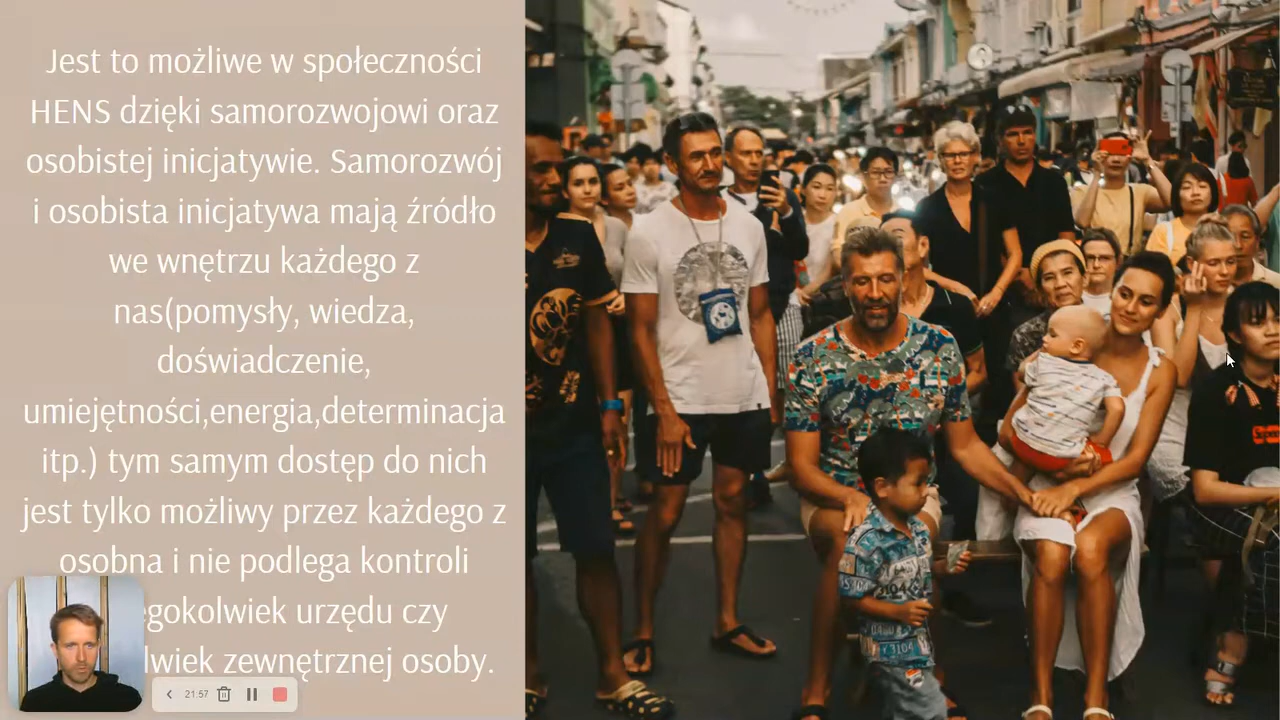 Jest to możliwe w społeczności
HENS dzięki samorozwojowi oraz
osobistej inicjatywie. Samorozwój
i osobista inicjatywa mają źródło
we wnętrzu każdego z
nas(pomysły, wiedza,
doświadczenie,
umiejętności,energia,determinacja
itp.) tym samym dostęp do nich
jest tylko możliwy przez każdego z
osobna i nie podlega kontroli
urzędu czy
zewnętrznej osoby.
21:57